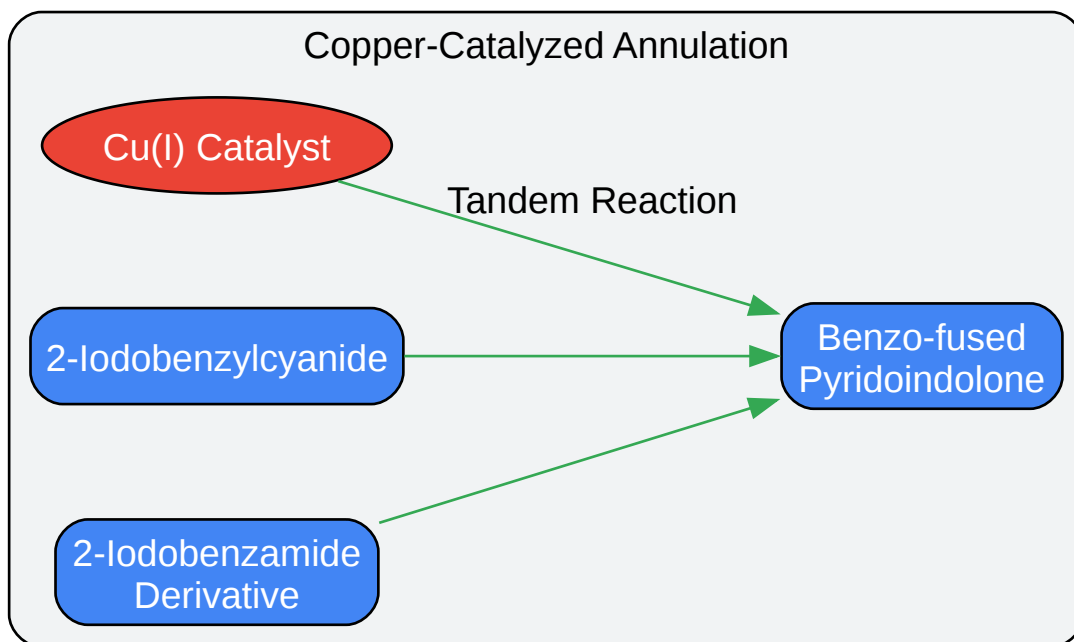 Copper-Catalyzed Annulation
Cu(I) Catalyst
Tandem Reaction
2-Iodobenzylcyanide
Benzo-fused
Pyridoindolone
2-Iodobenzamide
Derivative